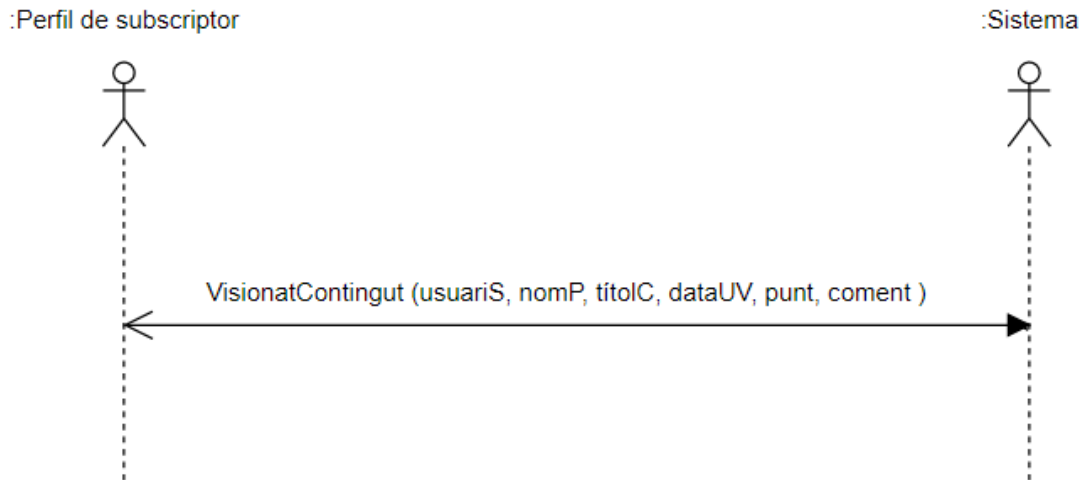 :Perfil de subscriptor
:Sistema
VisionatContingut (usuariS, nomP, títolC, dataUV, punt, coment )